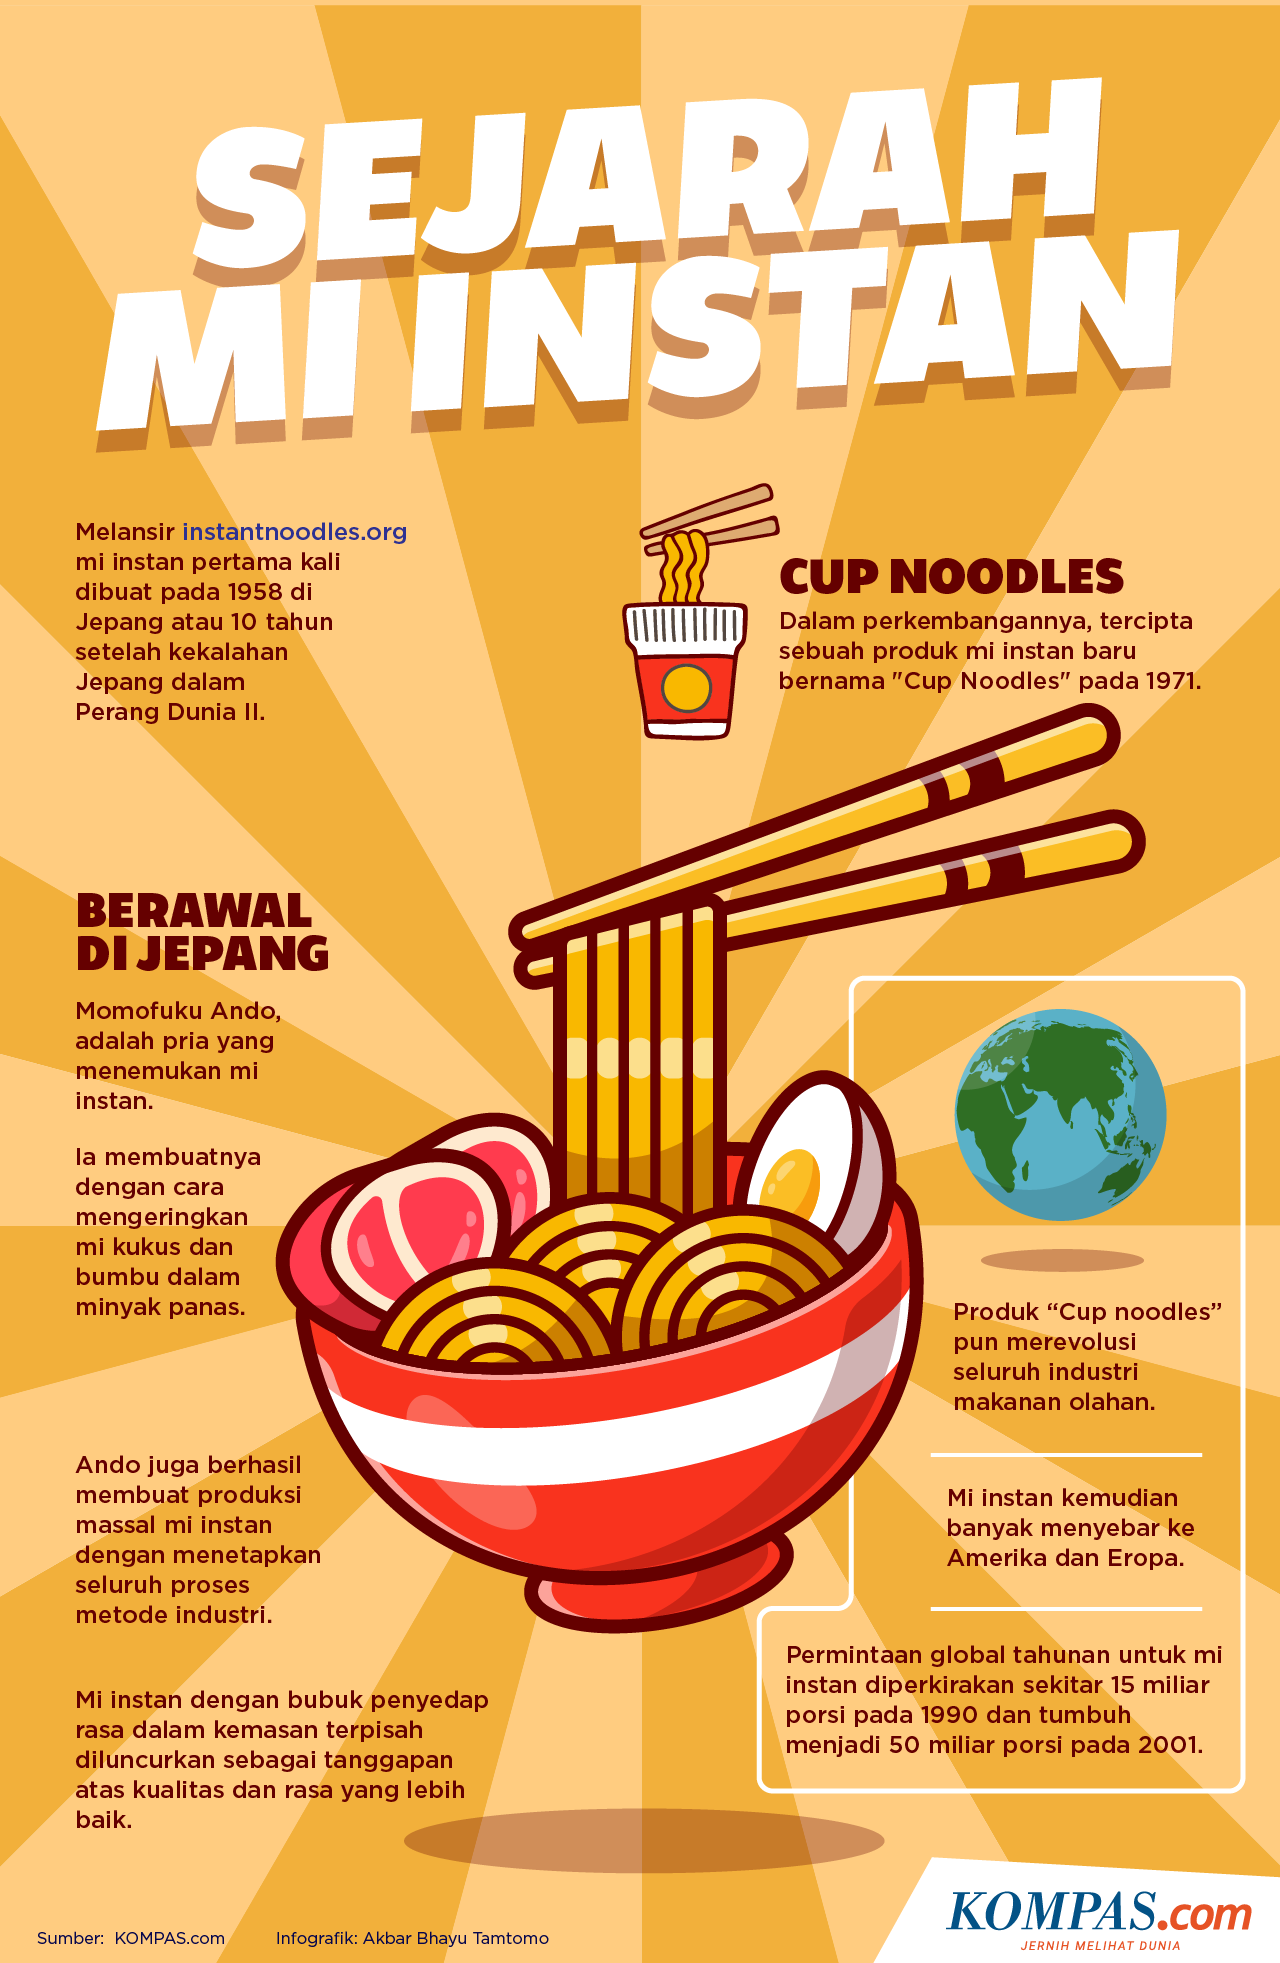 SEJARAH
MI INSTAN
Melansir instantnoodles.org
mi instan pertama kali
dibuat pada 1958 di
Jepang atau 10 tahun
setelah kekalahan
Jepang dalam
Perang Dunia II.
CUP NOODLES
Dalam perkembangannya, tercipta
sebuah produk mi instan baru
bernama "Cup Noodles" pada 1971.
BERAWAL
DI JEPANG
Momofuku Ando,
adalah pria yang
menemukan mi
instan.
Ia membuatnya
dengan cara
mengeringkan
mi kukus dan
bumbu dalam
minyak panas.
Ando juga berhasil
membuat produksi
massal mi instan
dengan menetapkan
seluruh proses
metode industri.
Mi instan dengan bubuk penyedap
rasa dalam kemasan terpisah
diluncurkan sebagai tanggapan
atas kualitas dan rasa yang lebih
baik.
Produk “Cup noodles”
pun merevolusi
seluruh industri
makanan olahan.
Mi instan kemudian
banyak menyebar ke
Amerika dan Eropa.
Permintaan global tahunan untuk mi
instan diperkirakan sekitar 15 miliar
porsi pada 1990 dan tumbuh
menjadi 50 miliar porsi pada 2001.
Sumber: KOMPAS.com
Infografik: Akbar Bhayu Tamtomo
KOMPAS.com
JERNIH MELIHAT DUNIA